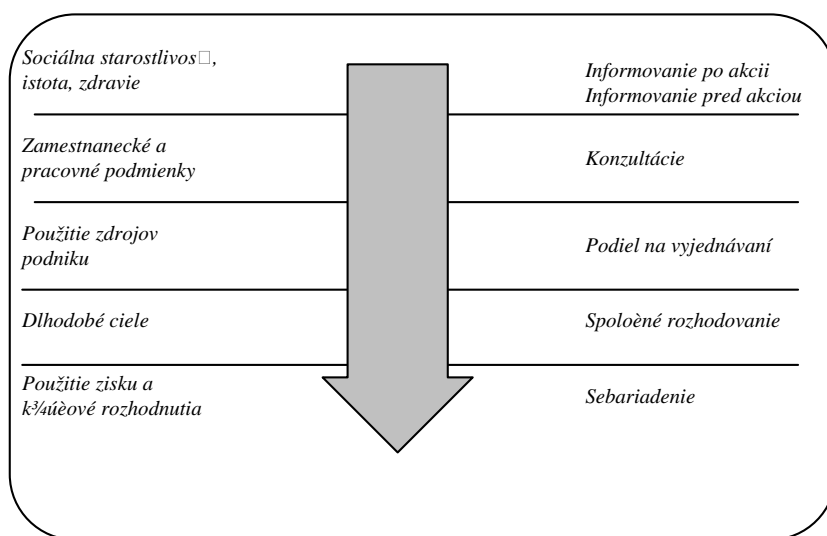 Sociálna starostlivos□,
istota, zdravie
Informovanie po akcii
Informovanie pred akciou
Zamestnanecké a
pracovné podmienky
Konzultácie
Použitie zdrojov
podniku
Podiel na vyjednávaní
Dlhodobé ciele
Spoloèné rozhodovanie
Použitie zisku a
k¾úèové rozhodnutia
Sebariadenie